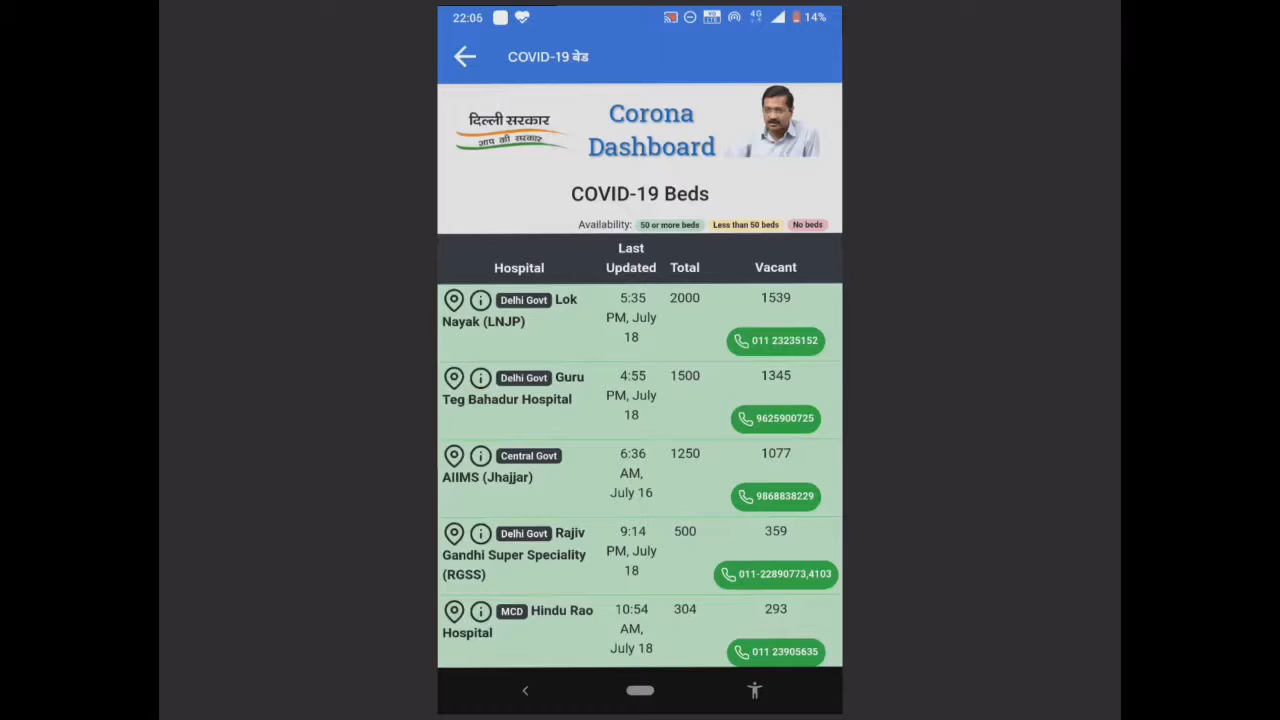 22:05
VO LTE 4G 14%
COVID-19 बेड
दिल्ली सरकार
आप की सरकार
Corona
Dashboard
COVID-19 Beds
Availability: 50 or more beds Less than 50 beds No beds
Hospital Last Updated Total Vacant
Delhi Govt Lok 5:35 2000 1539
Nayak (LNJP) PM, July
18 011 23235152
Delhi Govt Guru 4:55 1500 1345
Teg Bahadur Hospital PM, July
18 9625900725
Central Govt 6:36 1250 1077
AIIMS (Jhajjar) AM,
July 16 9868838229
Delhi Govt Rajiv 9:14 500 359
Gandhi Super Speciality PM, July
(RGSS) 18 011-22890773,4103
MCD Hindu Rao 10:54 304 293
Hospital AM,
July 18 011 23905635